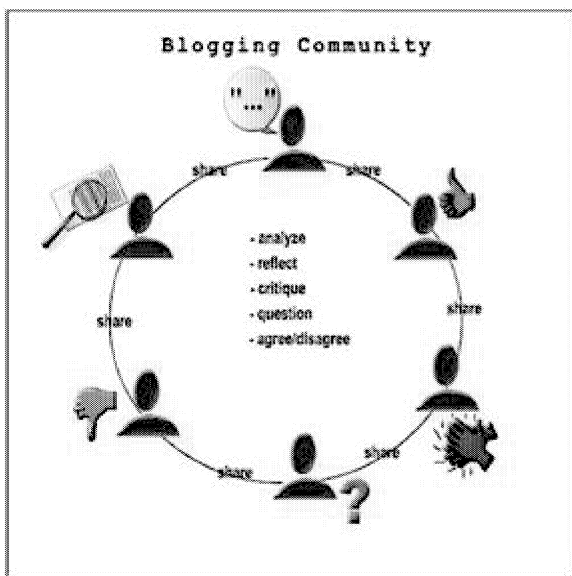 Blogging Community
"..."
share
share
- analyze
- reflect
- critique
- question
- agree/disagree
share
share
share
share
?